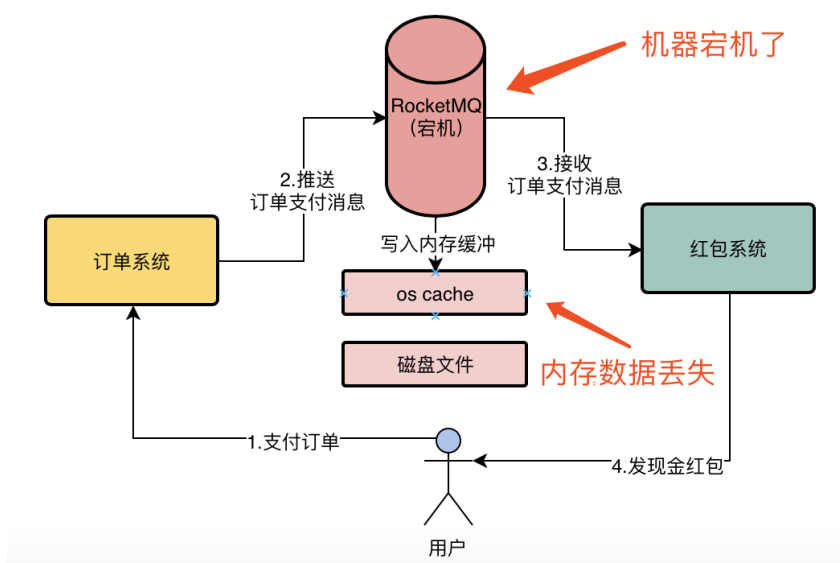 机器宕机了
RocketMQ
(宕机)
2.推送
订单支付消息
3.接收
订单支付消息
写入内存缓冲
订单系统
红包系统
os cache
磁盘文件
内存数据丢失
1.支付订单
4.发现金红包
用户